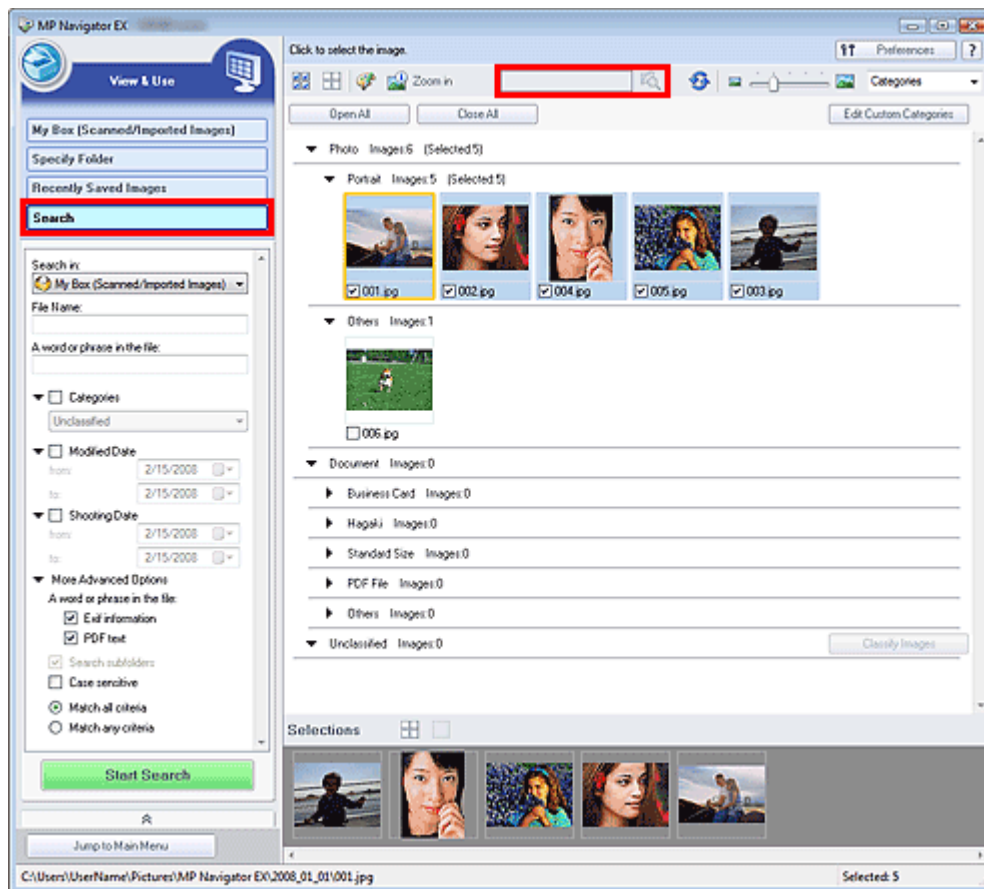 MP Navigator EX
View & Use
My Box (Scanned/Imported Images)
Specify Folder
Recently Saved Images
Search
Search in:
My Box (Scanned/Imported Images)
File Name:
A word or phrase in the file:
Categories
Unclassified
Modified Date
from: 2/15/2008
to: 2/15/2008
Shooting Date
from: 2/15/2008
to: 2/15/2008
More Advanced Options
A word or phrase in the file:
Exif information
PDF text
Search subfolders
Case sensitive
Match all criteria
Match any criteria
Start Search
Jump to Main Menu
Click to select the image.
Preferences ?
Zoom in
Categories
Open All Close All Edit Custom Categories
Photo Images:6 (Selected:5)
Portrait Images:5 (Selected:5)
001.jpg 002.jpg 004.jpg 005.jpg 003.jpg
Others Images:1
006.jpg
Document Images:0
Business Card Images:0
Hagaki Images:0
Standard Size Images:0
PDF File Images:0
Others Images:0
Unclassified Images:0 Classify Images
Selections
C:\Users\UserName\Pictures\MP Navigator EX\2008_01_01\001.jpg Selected: 5